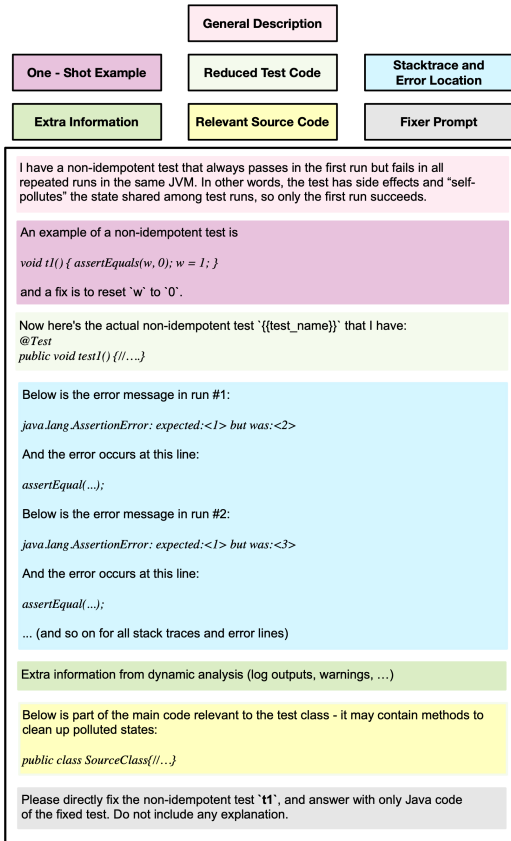 General Description
One - Shot Example
Reduced Test Code
Stacktrace and
Error Location
Extra Information
Relevant Source Code
Fixer Prompt
I have a non-idempotent test that always passes in the first run but fails in all
repeated runs in the same JVM. In other words, the test has side effects and “self-
pollutes” the state shared among test runs, so only the first run succeeds.
An example of a non-idempotent test is
void t1() { assertEquals(w, 0); w = 1; }
and a fix is to reset `w` to `0`.
Now here's the actual non-idempotent test `{{test_name}}` that I have:
@Test
public void test1() {//….}
Below is the error message in run #1:
java.lang.AssertionError: expected:<1> but was:<2>
And the error occurs at this line:
assertEqual(...);
Below is the error message in run #2:
java.lang.AssertionError: expected:<1> but was:<3>
And the error occurs at this line:
assertEqual(...);
... (and so on for all stack traces and error lines)
Extra information from dynamic analysis (log outputs, warnings, …)
Below is part of the main code relevant to the test class - it may contain methods to
clean up polluted states:
public class SourceClass{//…}
Please directly fix the non-idempotent test `t1`, and answer with only Java code
of the fixed test. Do not include any explanation.